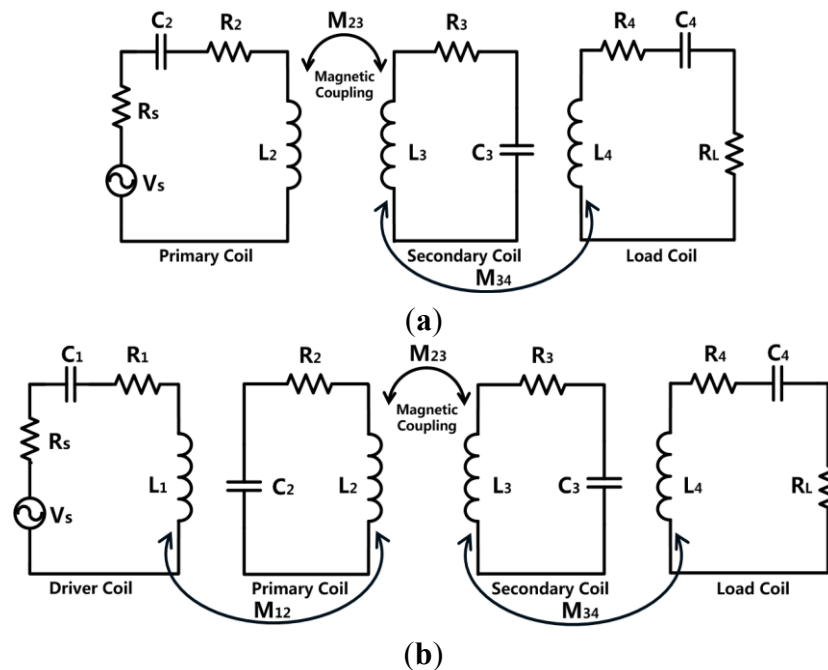 C2 R2 M23 R3 R4 C4
Magnetic
Coupling
Rs L2 L3 C3 L4 RL
Vs
Primary Coil Secondary Coil Load Coil
M34
(a)
C1 R1 R2 M23 R3 R4 C4
Magnetic
Coupling
Rs L1 C2 L2 L3 C3 L4 RL
Vs
Driver Coil Primary Coil Secondary Coil Load Coil
M12 M34
(b)